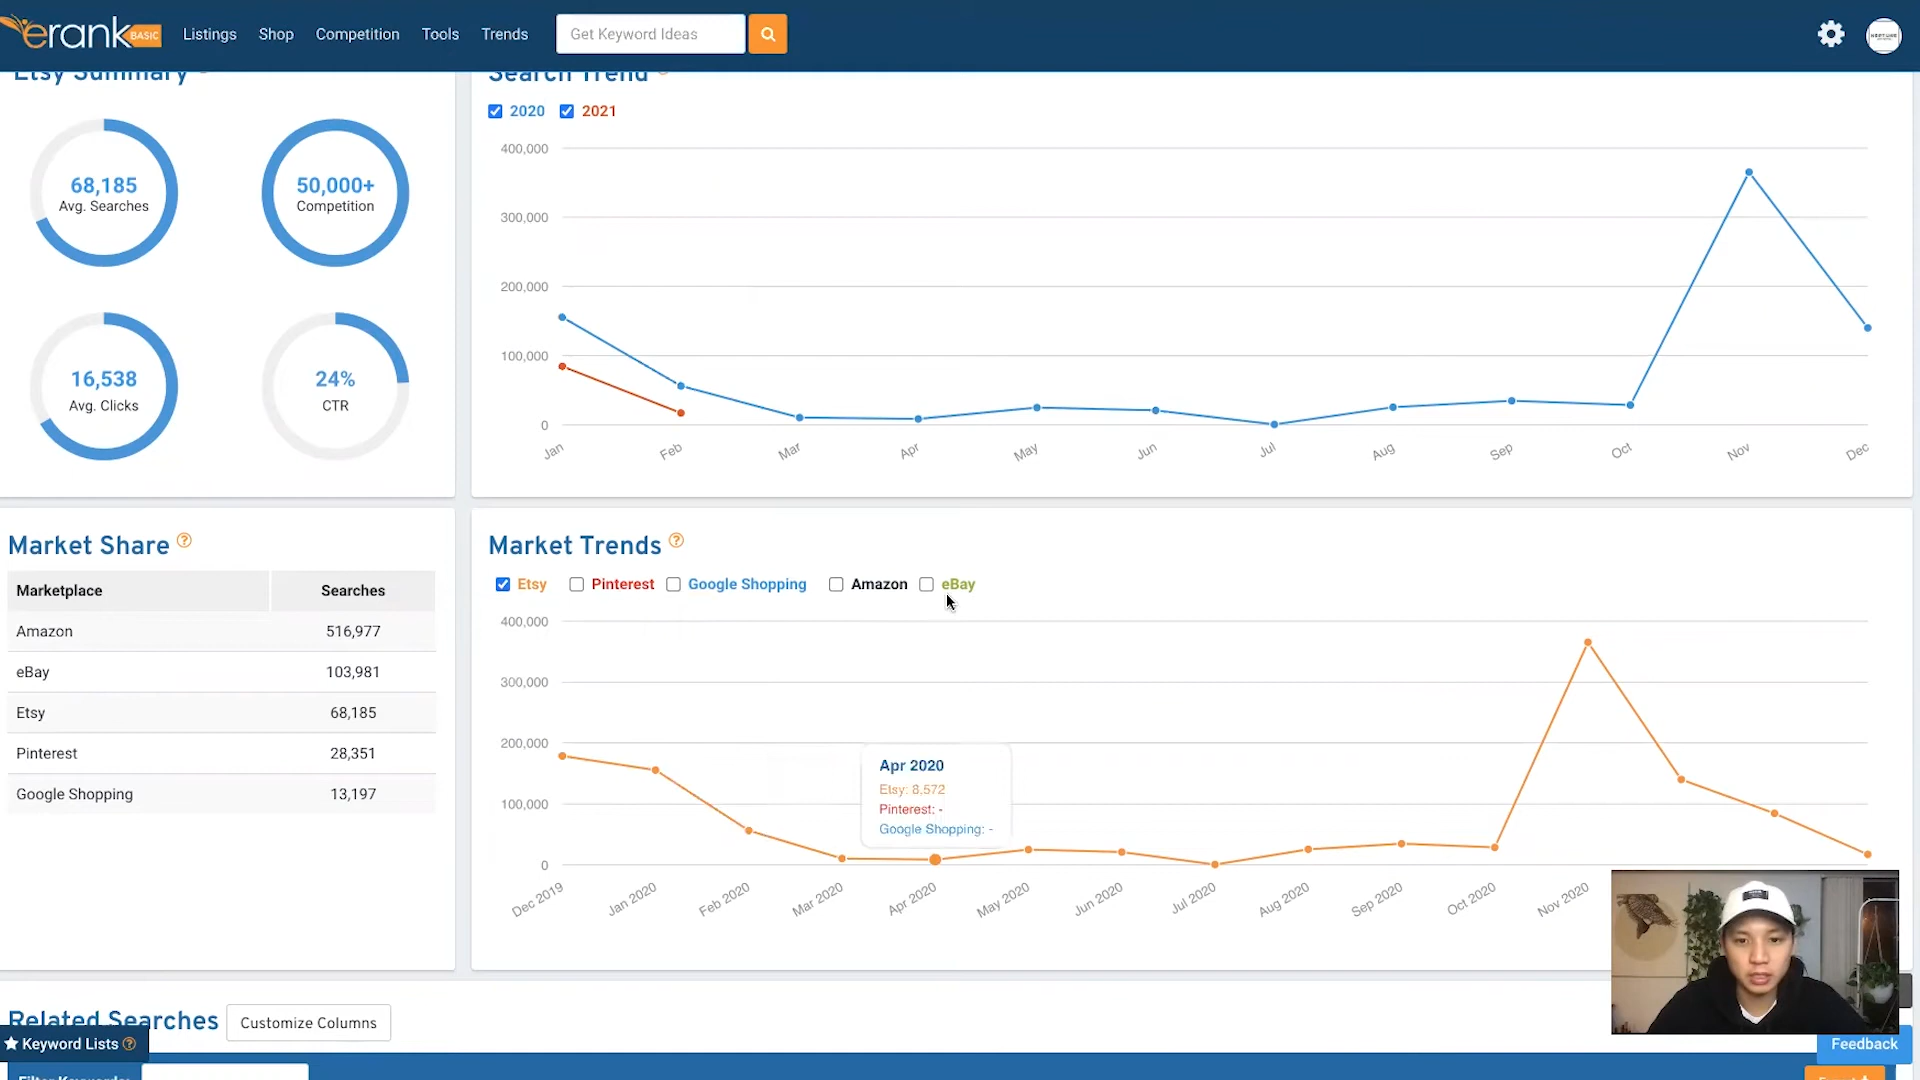 erank BASIC
Listings
Shop
Competition
Tools
Trends
Get Keyword Ideas
Etsy Summary
68,185
Avg. Searches
50,000+
Competition
16,538
Avg. Clicks
24%
CTR
Search Trend
2020
2021
400,000
300,000
200,000
100,000
0
Jan
Feb
Mar
Apr
May
Jun
Jul
Aug
Sep
Oct
Nov
Dec
Market Share ?
Marketplace Searches
Amazon 516,977
eBay 103,981
Etsy 68,185
Pinterest 28,351
Google Shopping 13,197
Market Trends ?
Etsy
Pinterest
Google Shopping
Amazon
eBay
400,000
300,000
200,000
100,000
0
Apr 2020
Etsy: 8,572
Pinterest: -
Google Shopping: -
Dec 2019
Jan 2020
Feb 2020
Mar 2020
Apr 2020
May 2020
Jun 2020
Jul 2020
Aug 2020
Sep 2020
Oct 2020
Nov 2020
Related Searches
Customize Columns
Keyword Lists ?
Feedback